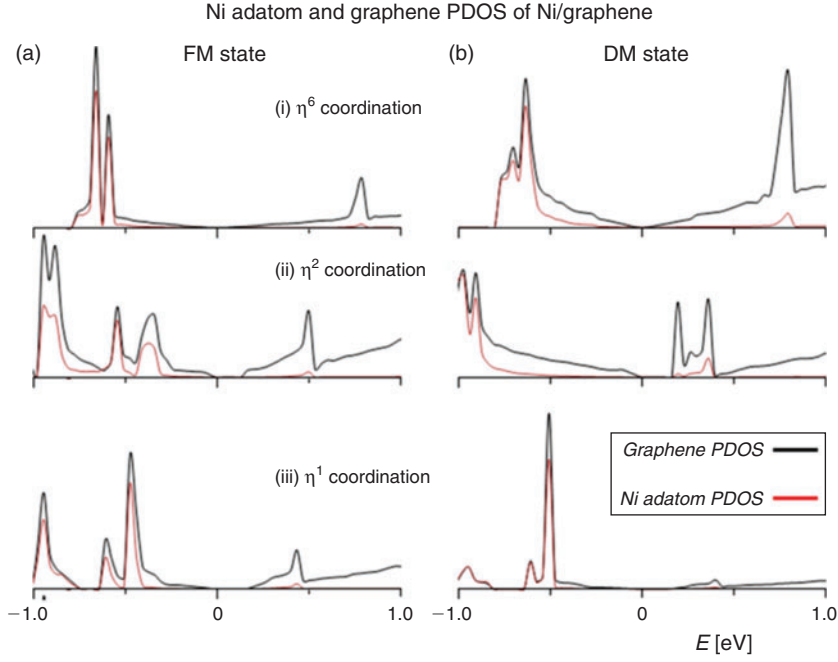 Ni adatom and graphene PDOS of Ni/graphene
(a) FM state
(b) DM state
(i) η⁶ coordination
(ii) η² coordination
(iii) η¹ coordination
Graphene PDOS
Ni adatom PDOS
−1.0 0 1.0
−1.0 0 1.0
E [eV]